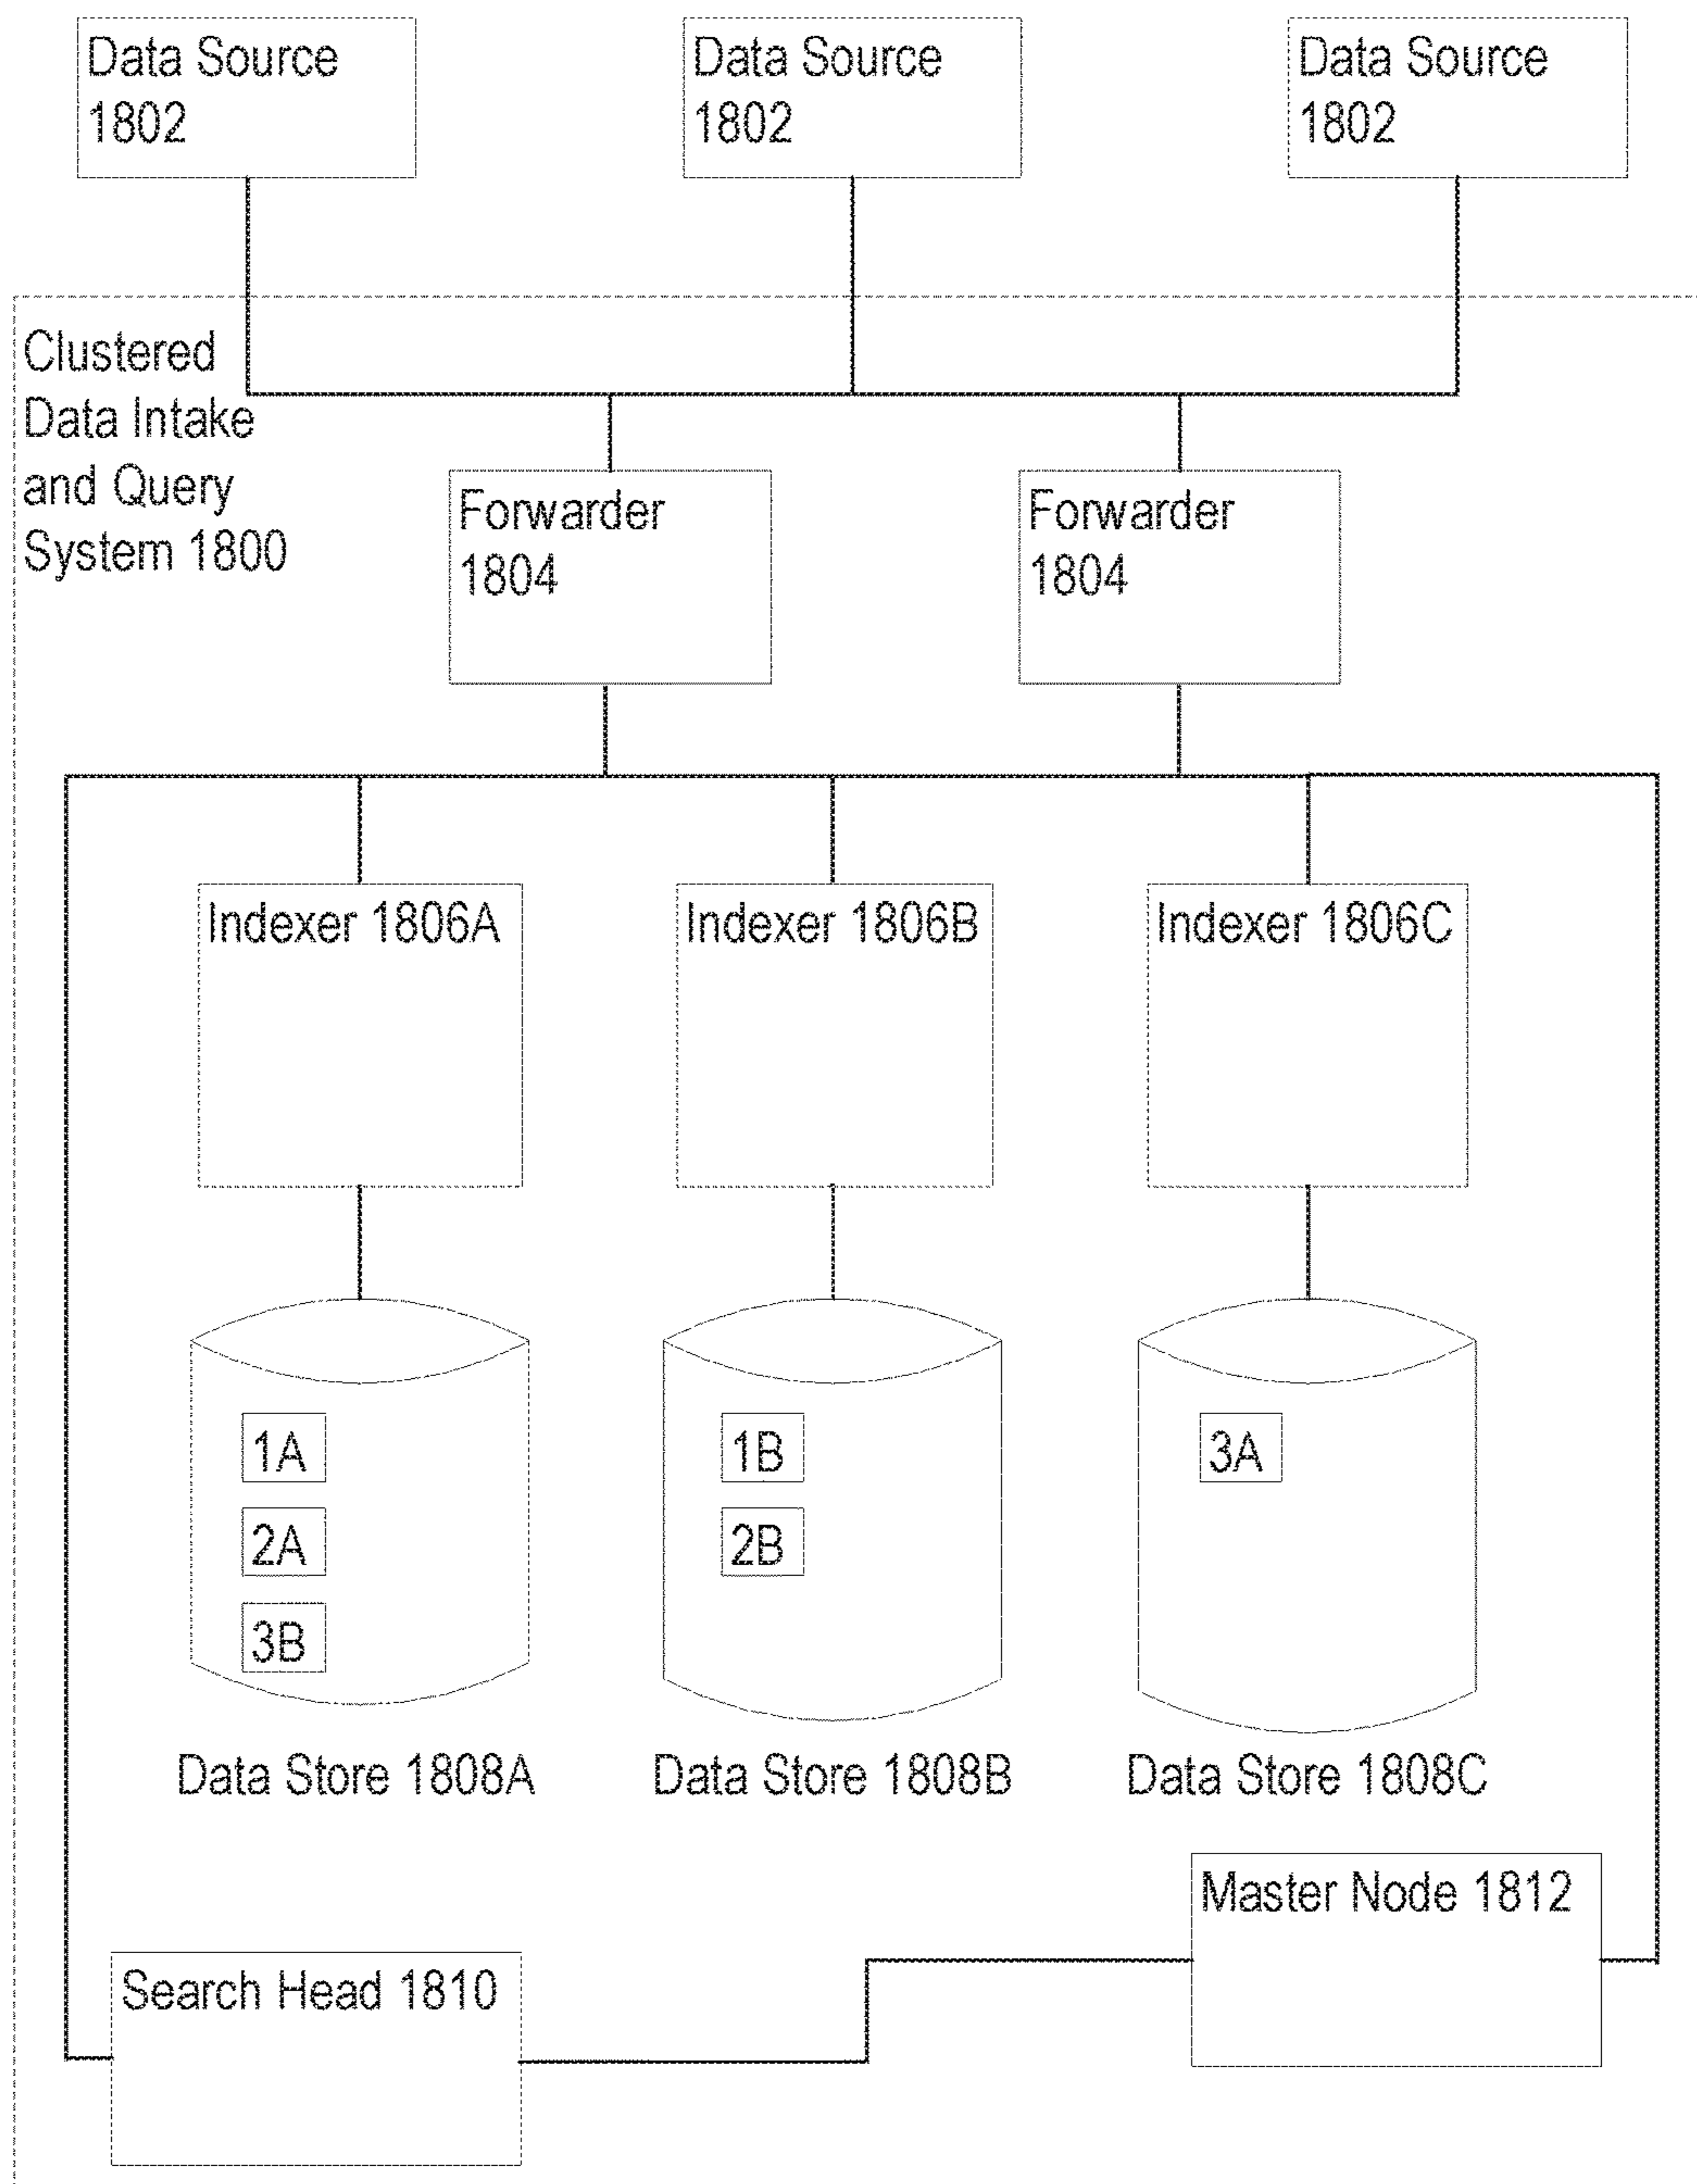 Data Source
1802
Data Source
1802
Data Source
1802
Clustered
Data Intake
and Query
System 1800
Forwarder
1804
Forwarder
1804
Indexer 1806A
Indexer 1806B
Indexer 1806C
1A
2A
3B
1B
2B
3A
Data Store 1808A
Data Store 1808B
Data Store 1808C
Master Node 1812
Search Head 1810